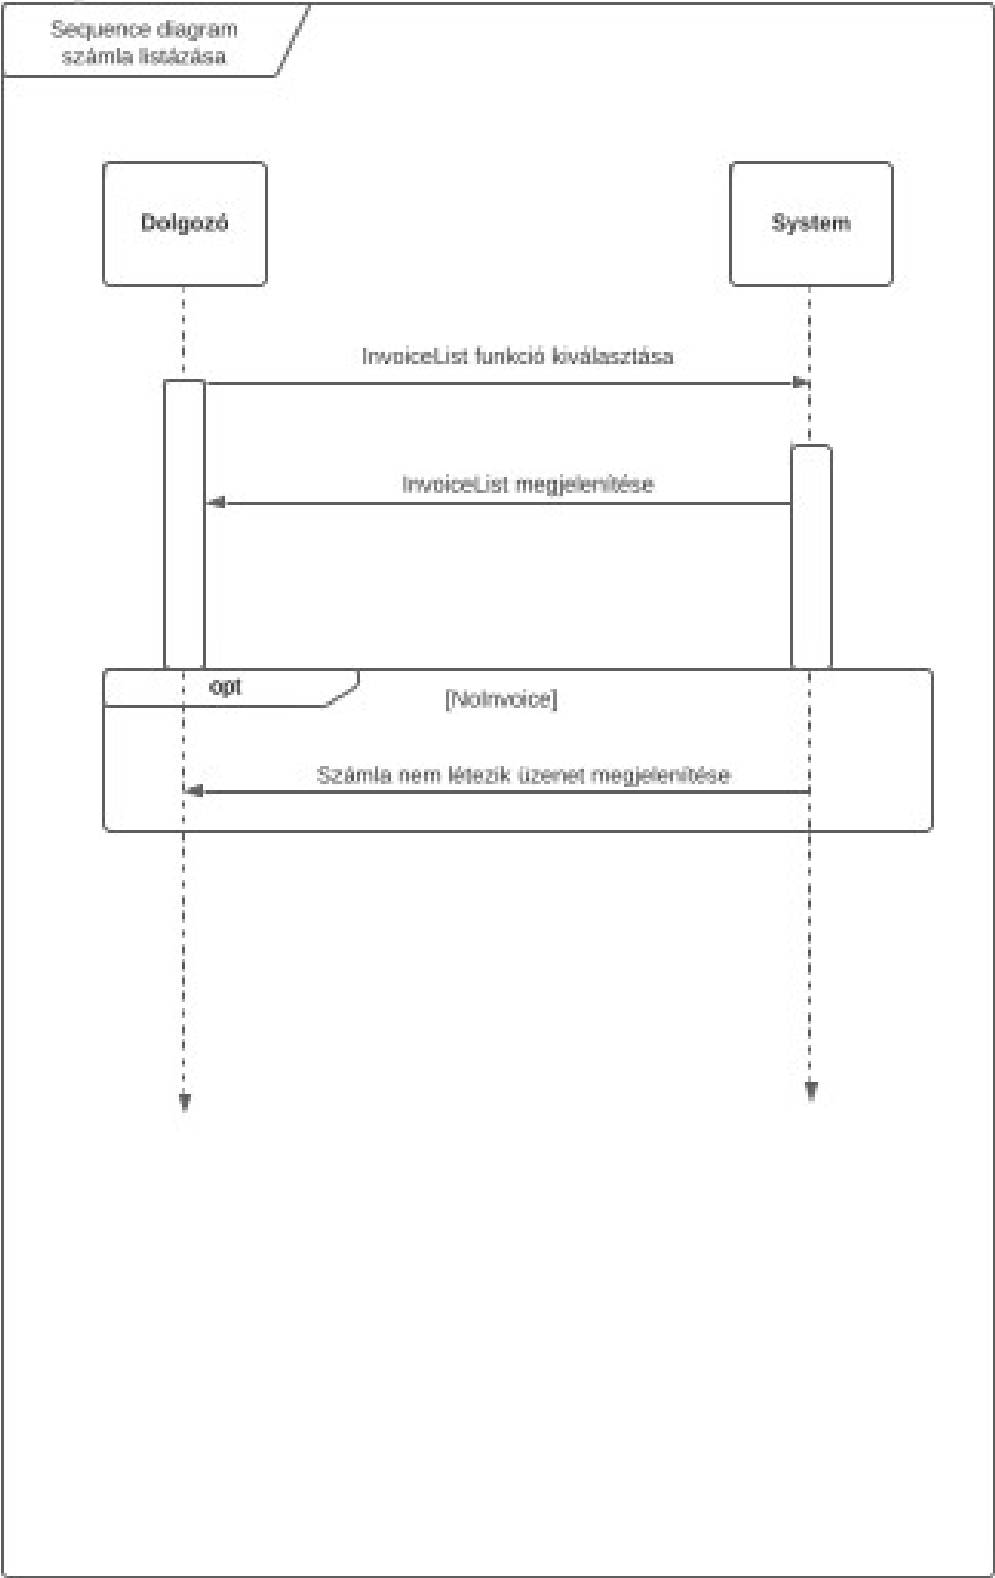 Sequence diagram
számla listázása
Dolgozó
System
InvoiceList funkció kiválasztása
InvoiceList megjelenítése
opt
[NoInvoice]
Számla nem létezik üzenet megjelenítése